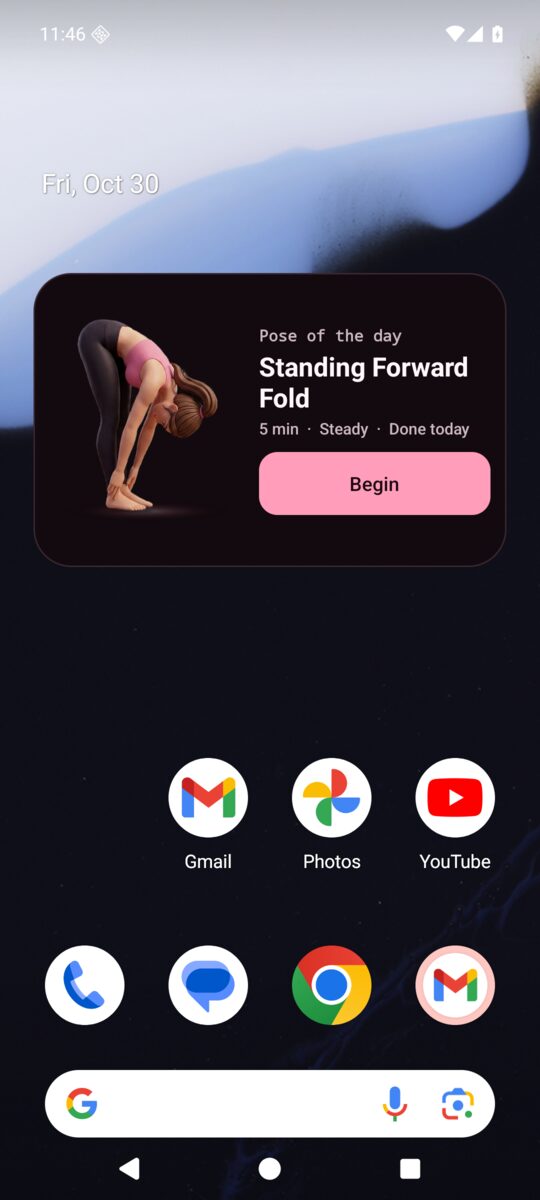 11:46
Fri, Oct 30
Pose of the day
Standing Forward
Fold
5 min · Steady · Done today
Begin
Gmail
Photos
YouTube